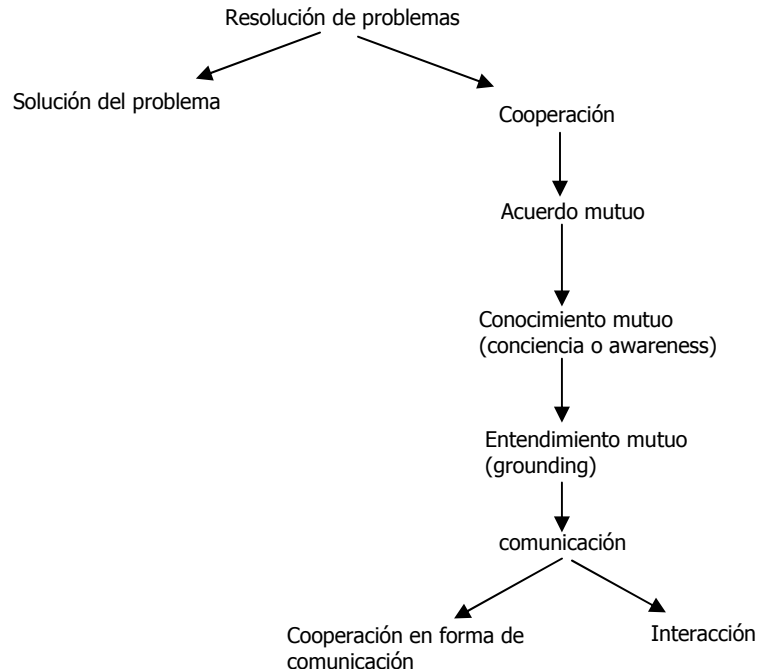 Resolución de problemas
Solución del problema
Cooperación
Acuerdo mutuo
Conocimiento mutuo
(conciencia o awareness)
Entendimiento mutuo
(grounding)
comunicación
Cooperación en forma de
comunicación
Interacción